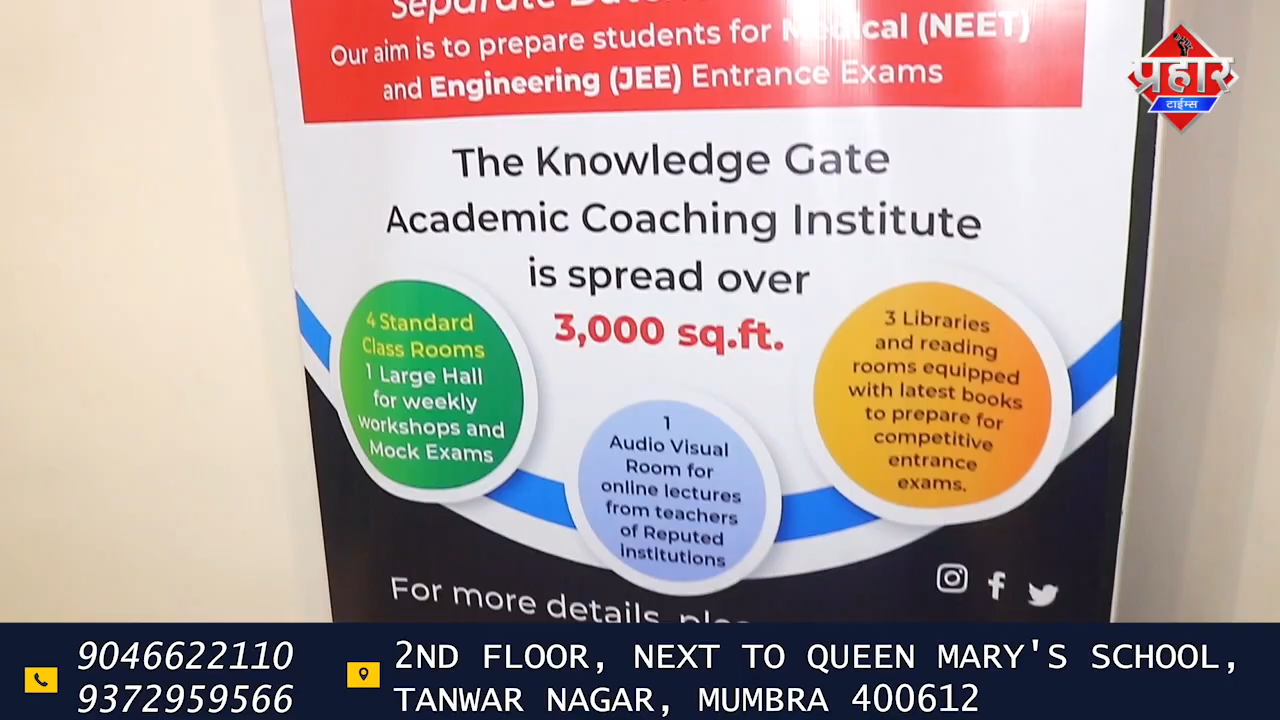 Separate
Our aim is to prepare students for Medical (NEET)
and Engineering (JEE) Entrance Exams
प्रहार
टाईम्स
The Knowledge Gate
Academic Coaching Institute
is spread over
3,000 sq.ft.
4 Standard
Class Rooms
1 Large Hall
for weekly
workshops and
Mock Exams
1
Audio Visual
Room for
online lectures
from teachers
of Reputed
institutions
3 Libraries
and reading
rooms equipped
with latest books
to prepare for
competitive
entrance
exams.
For more details,
9046622110
9372959566
2ND FLOOR, NEXT TO QUEEN MARY'S SCHOOL,
TANWAR NAGAR, MUMBRA 400612